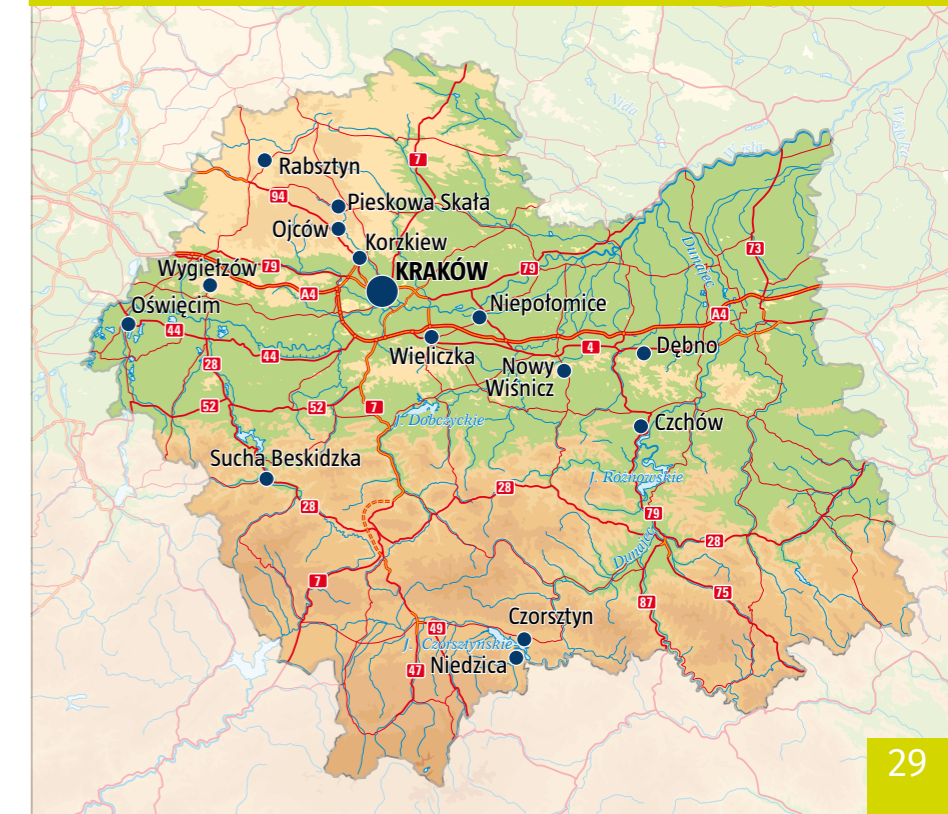 Nida
Wisłoka
Wisła
7
Rabsztyn
94
Pieskowa Skała
Ojców
Korzkiew
Dunajec
73
Wygiełzów
79
KRAKÓW
79
A4
Oświęcim
Niepołomice
A4
44
Wieliczka
4
Dębno
44
28
Nowy
Wiśnicz
52
52
7
J. Dobczyckie
Czchów
Sucha Beskidzka
J. Rożnowskie
28
28
79
Dunajec
28
7
87
75
Czorsztyn
49
J. Czorsztyńskie
Niedzica
47
29